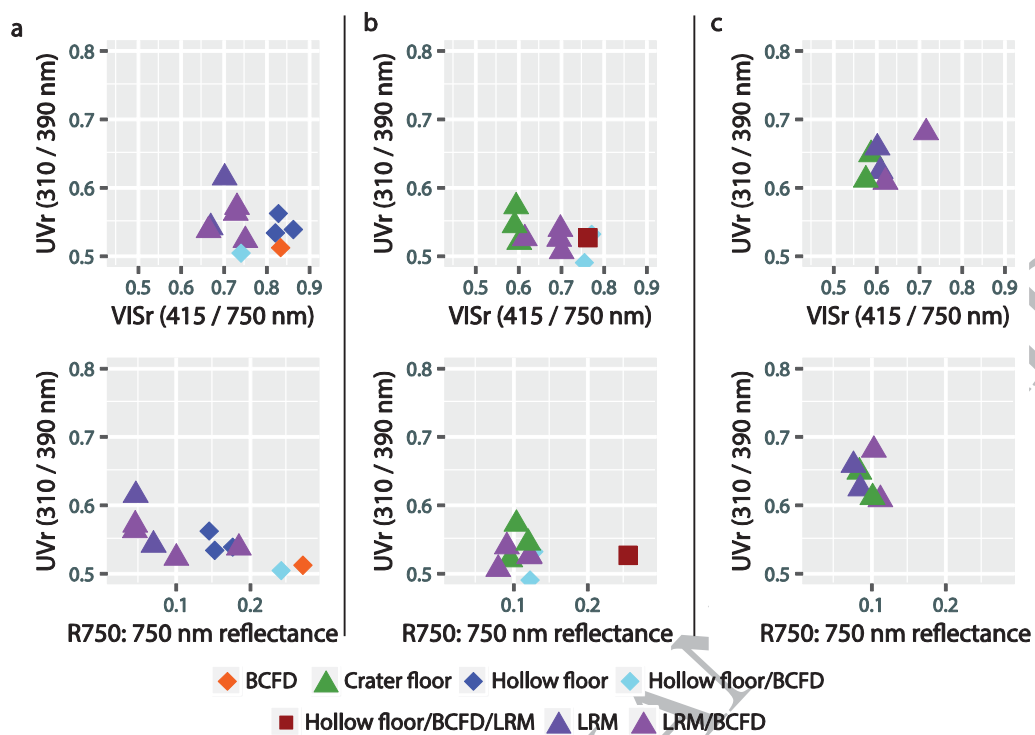 a
b
c
UVr (310 / 390 nm)
0.8
0.7
0.6
0.5
0.5 0.6 0.7 0.8 0.9
VISr (415 / 750 nm)
UVr (310 / 390 nm)
0.8
0.7
0.6
0.5
0.5 0.6 0.7 0.8 0.9
VISr (415 / 750 nm)
UVr (310 / 390 nm)
0.8
0.7
0.6
0.5
0.5 0.6 0.7 0.8 0.9
VISr (415 / 750 nm)
UVr (310 / 390 nm)
0.8
0.7
0.6
0.5
0.1 0.2
R750: 750 nm reflectance
UVr (310 / 390 nm)
0.8
0.7
0.6
0.5
0.1 0.2
R750: 750 nm reflectance
UVr (310 / 390 nm)
0.8
0.7
0.6
0.5
0.1 0.2
R750: 750 nm reflectance
BCFD Crater floor Hollow floor Hollow floor/BCFD
Hollow floor/BCFD/LRM LRM LRM/BCFD